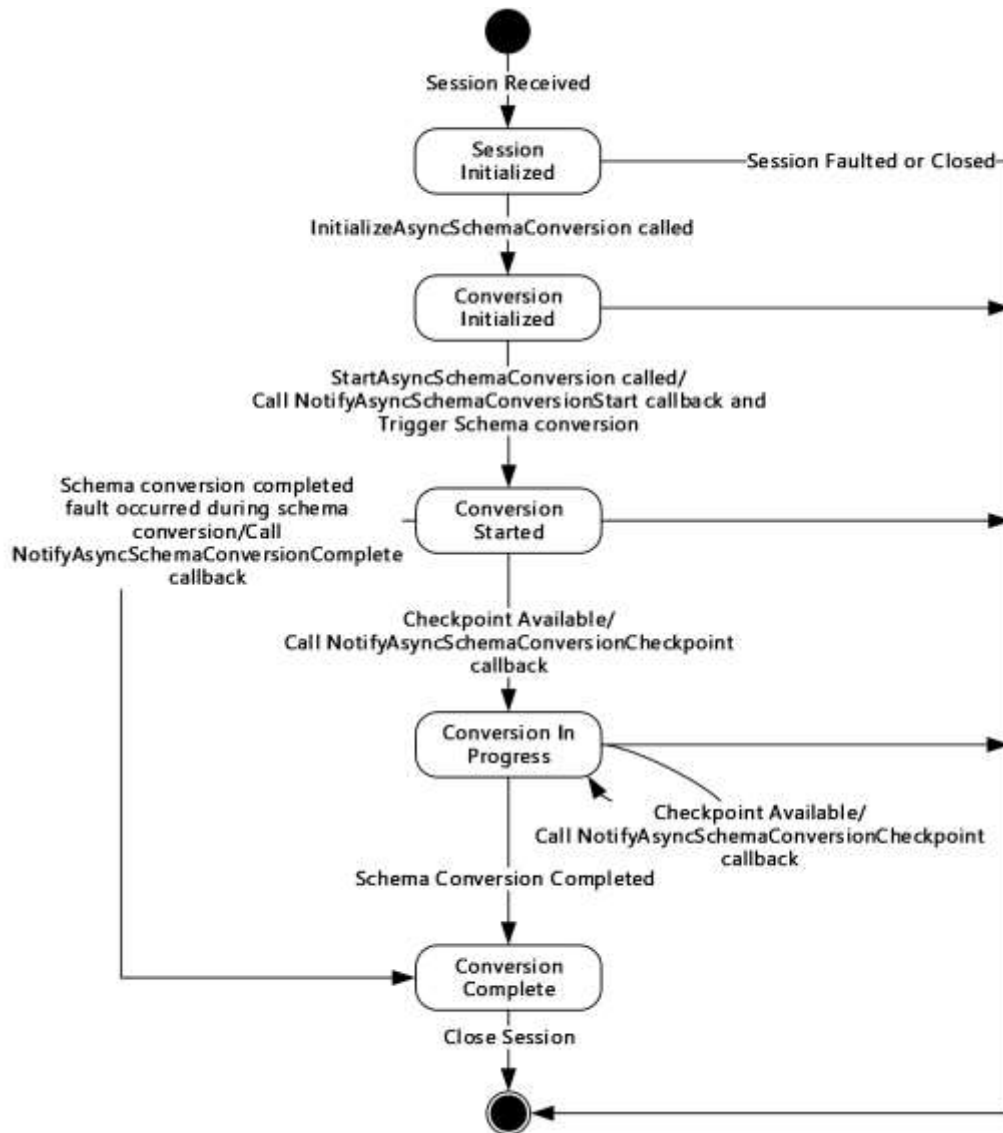 Session Received
Session
Initialized
Session Faulted or Closed
InitializeAsyncSchemaConversion called
Conversion
Initialized
StartAsyncSchemaConversion called/
Call NotifyAsyncSchemaConversionStart callback and
Trigger Schema conversion
Schema conversion completed
fault occurred during schema
conversion/Call
NotifyAsyncSchemaConversionComplete
callback
Conversion
Started
Checkpoint Available/
Call NotifyAsyncSchemaConversionCheckpoint
callback
Conversion In
Progress
Checkpoint Available/
Call NotifyAsyncSchemaConversionCheckpoint
callback
Schema Conversion Completed
Conversion
Complete
Close Session